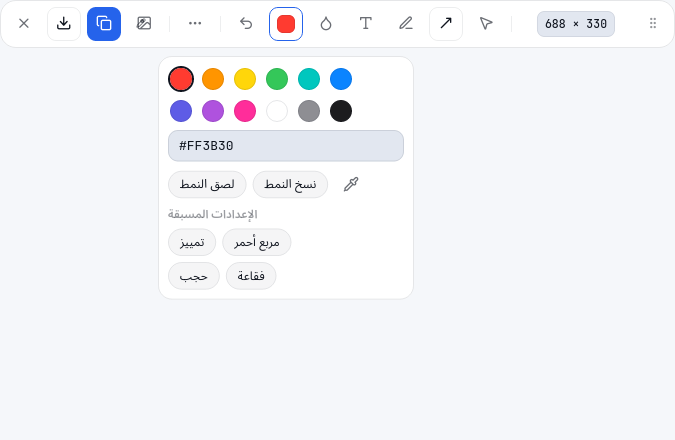 688 × 330
#FF3B30
نسخ النمط لصق النمط
الإعدادات المسبقة
مربع أحمر تمييز
فقاعة حجب